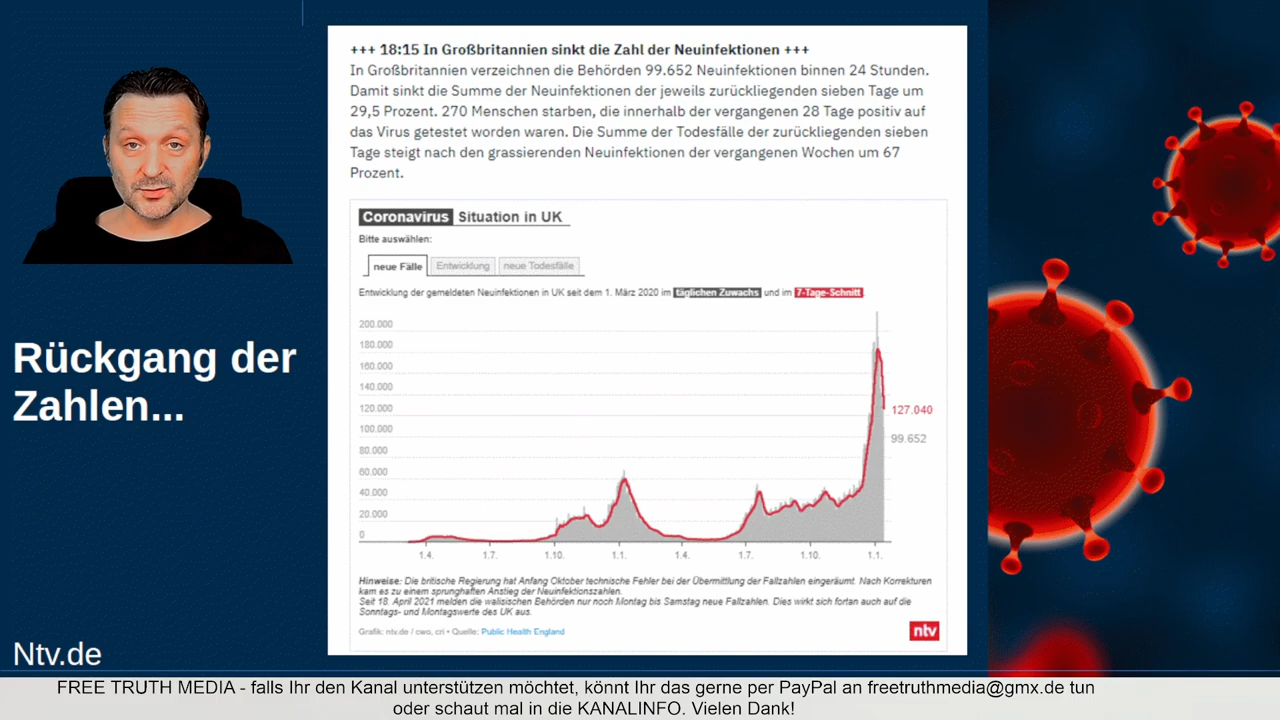 +++ 18:15 In Großbritannien sinkt die Zahl der Neuinfektionen +++
In Großbritannien verzeichnen die Behörden 99.652 Neuinfektionen binnen 24 Stunden.
Damit sinkt die Summe der Neuinfektionen der jeweils zurückliegenden sieben Tage um
29,5 Prozent. 270 Menschen starben, die innerhalb der vergangenen 28 Tage positiv auf
das Virus getestet worden waren. Die Summe der Todesfälle der zurückliegenden sieben
Tage steigt nach den grassierenden Neuinfektionen der vergangenen Wochen um 67
Prozent.
Coronavirus Situation in UK
Bitte auswählen:
neue Fälle Entwicklung neue Todesfälle
Entwicklung der gemeldeten Neuinfektionen in UK seit dem 1. März 2020 im täglichen Zuwachs und im 7-Tage-Schnitt
200.000
180.000
160.000
140.000
120.000
100.000
80.000
60.000
40.000
20.000
0
127.040
99.652
1.4. 1.7. 1.10. 1.1. 1.4. 1.7. 1.10. 1.1.
Hinweise: Die britische Regierung hat Anfang Oktober technische Fehler bei der Übermittlung der Fallzahlen eingeräumt. Nach Korrekturen
kam es zu einem sprunghaften Anstieg der Neuinfektionszahlen.
Seit 18. April 2021 melden die walisischen Behörden nur noch Montag bis Samstag neue Fallzahlen. Dies wirkt sich fortan auch auf die
Sonntags- und Montagswerte des UK aus.
Grafik: ntv.de / cwo, cri • Quelle: Public Health England
ntv
Rückgang der
Zahlen...
Ntv.de
FREE TRUTH MEDIA - falls Ihr den Kanal unterstützen möchtet, könnt Ihr das gerne per PayPal an freetruthmedia@gmx.de tun
oder schaut mal in die KANALINFO. Vielen Dank!